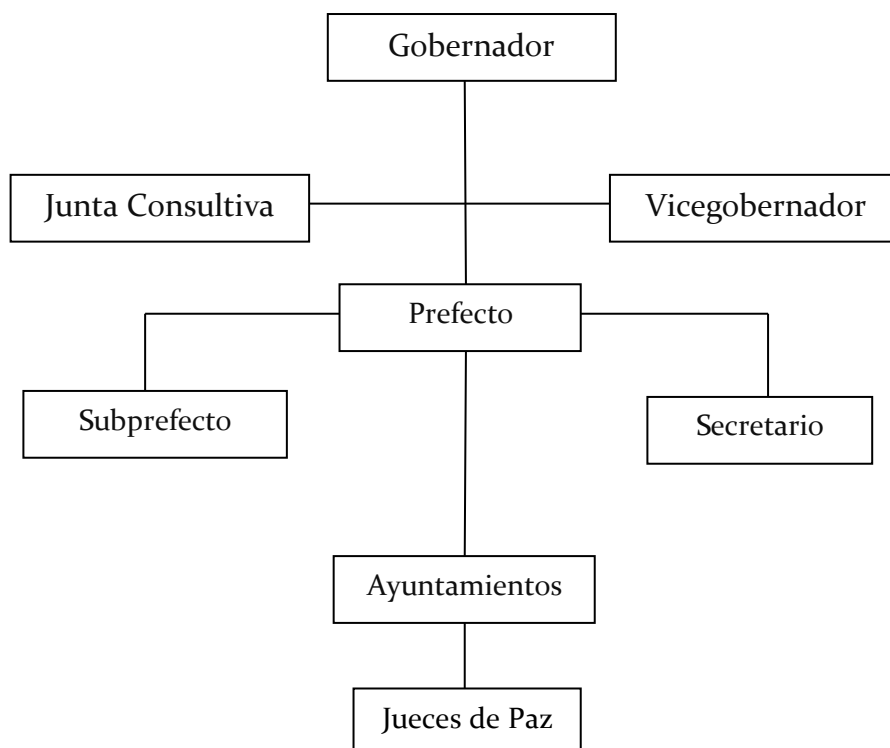 Gobernador
Junta Consultiva
Vicegobernador
Prefecto
Subprefecto
Secretario
Ayuntamientos
Jueces de Paz